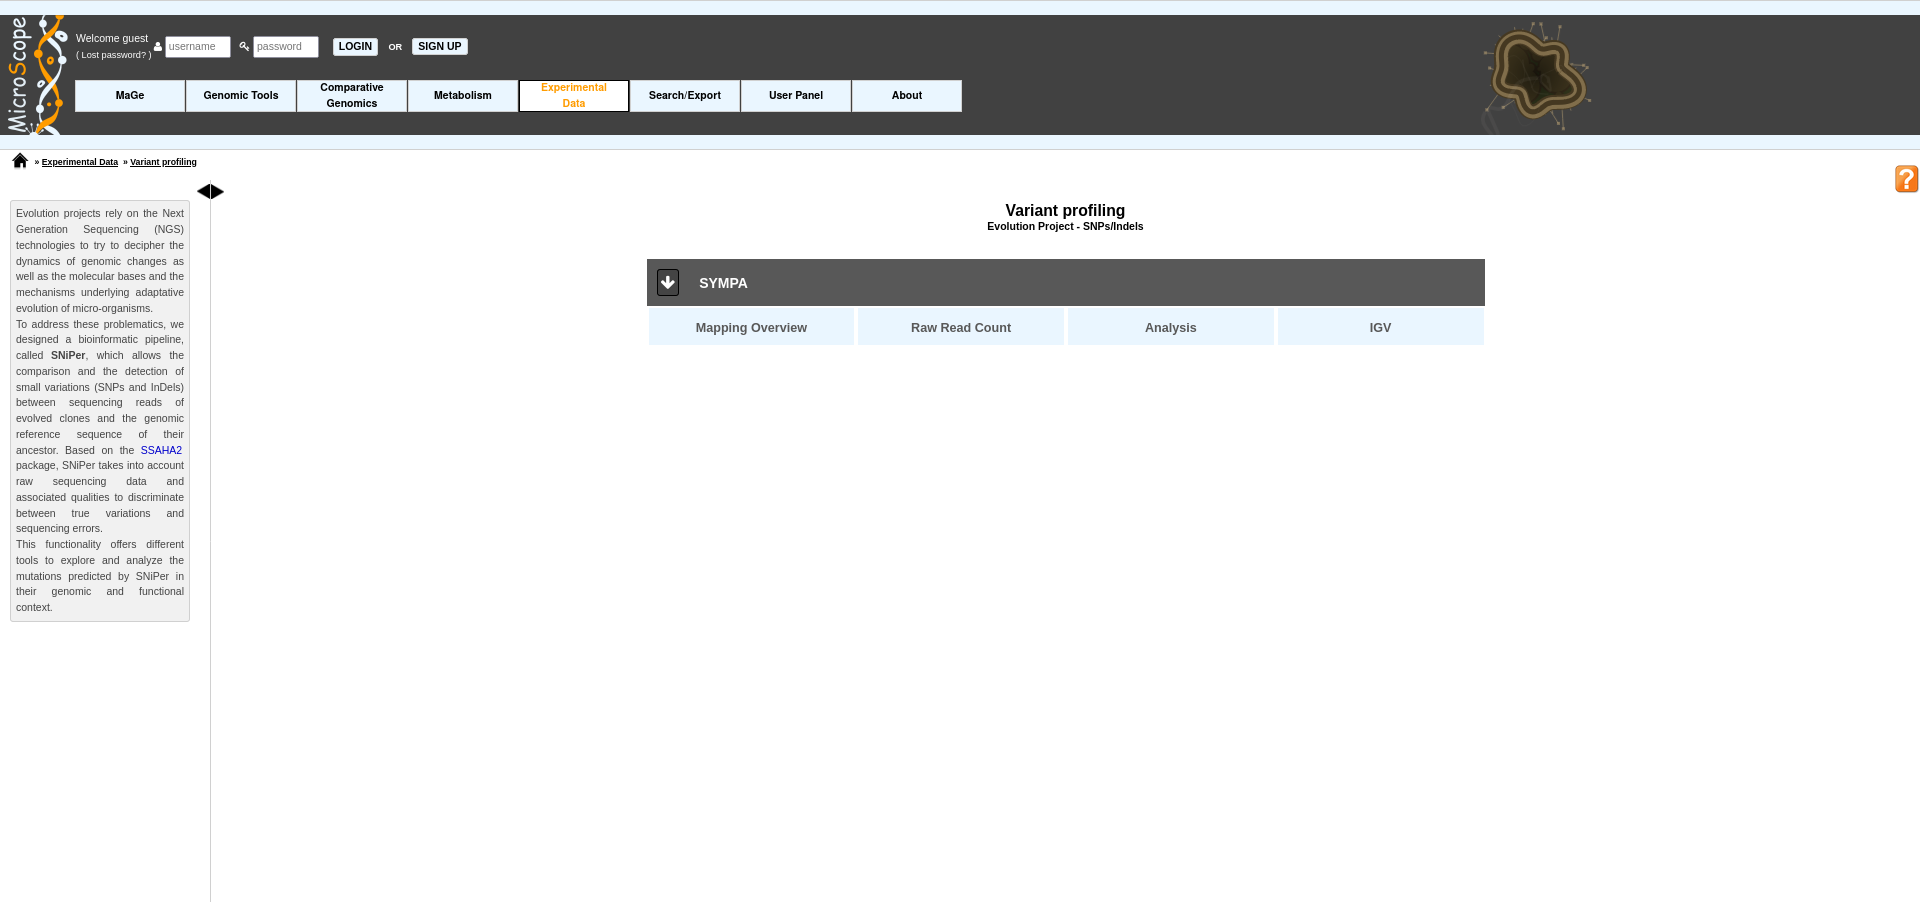 MicroScope
Welcome guest
( Lost password? )
username
password
LOGIN
OR
SIGN UP
MaGe
Genomic Tools
Comparative
Genomics
Metabolism
Experimental
Data
Search/Export
User Panel
About
» Experimental Data » Variant profiling
?
Evolution projects rely on the Next
Generation Sequencing (NGS)
technologies to try to decipher the
dynamics of genomic changes as
well as the molecular bases and the
mechanisms underlying adaptative
evolution of micro-organisms.
To address these problematics, we
designed a bioinformatic pipeline,
called SNiPer, which allows the
comparison and the detection of
small variations (SNPs and InDels)
between sequencing reads of
evolved clones and the genomic
reference sequence of their
ancestor. Based on the SSAHA2
package, SNiPer takes into account
raw sequencing data and
associated qualities to discriminate
between true variations and
sequencing errors.
This functionality offers different
tools to explore and analyze the
mutations predicted by SNiPer in
their genomic and functional
context.
Variant profiling
Evolution Project - SNPs/Indels
SYMPA
Mapping Overview
Raw Read Count
Analysis
IGV